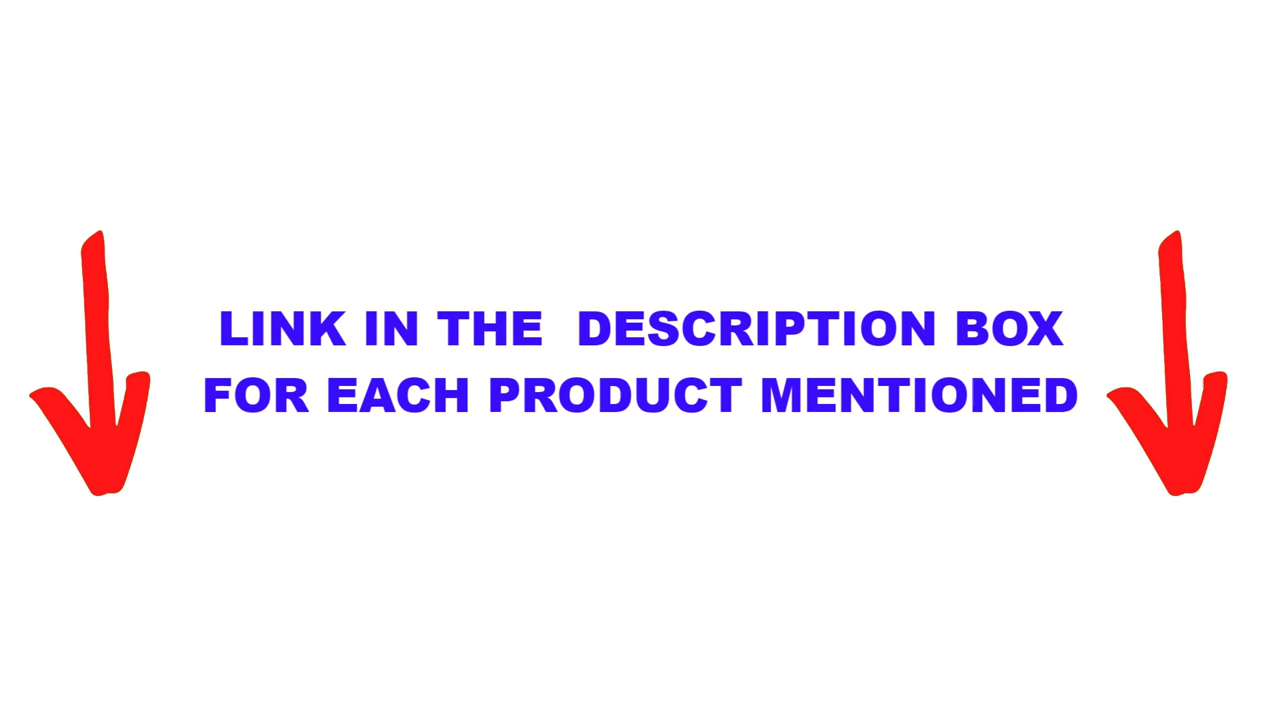 LINK IN THE  DESCRIPTION BOX
FOR EACH PRODUCT MENTIONED